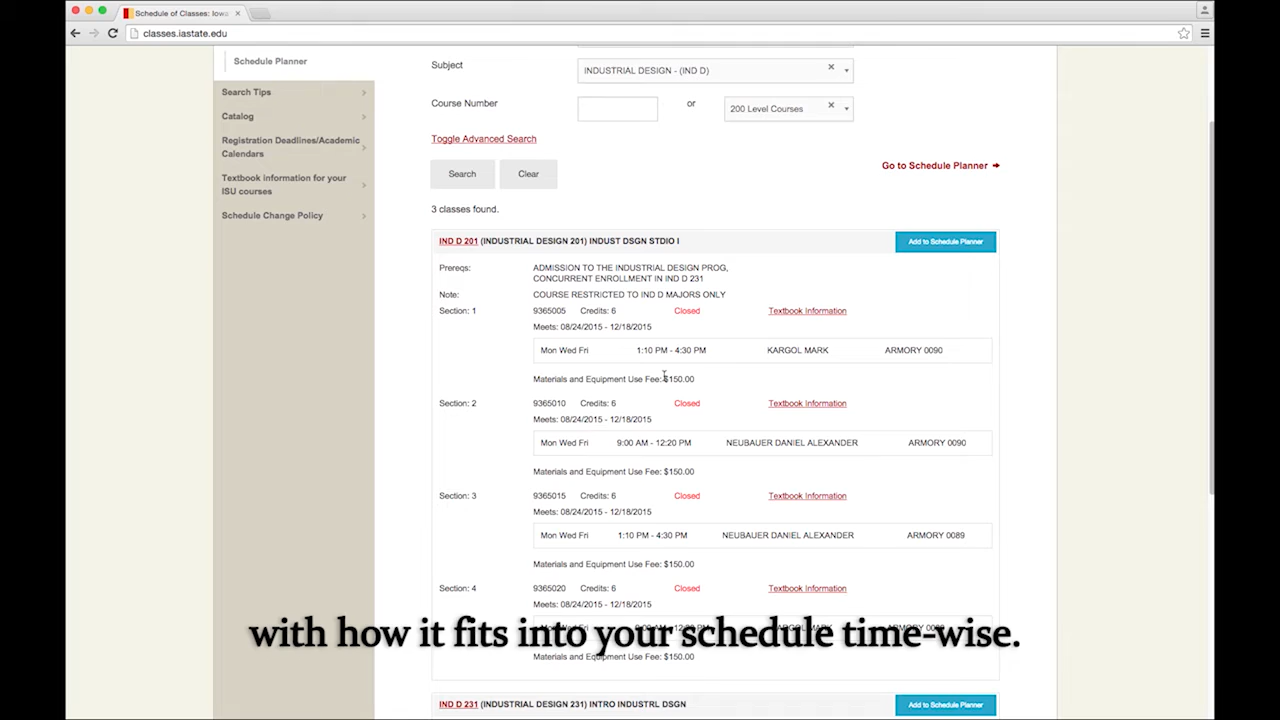 Schedule of Classes: Iow
classes.iastate.edu
Schedule Planner
Search Tips
Catalog
Registration Deadlines/Academic
Calendars
Textbook information for your
ISU courses
Schedule Change Policy
Subject
INDUSTRIAL DESIGN - (IND D)
Course Number
or
200 Level Courses
Toggle Advanced Search
Go to Schedule Planner
Search
Clear
3 classes found.
IND D 201 (INDUSTRIAL DESIGN 201) INDUST DSGN STDIO I
Add to Schedule Planner
Prereqs: ADMISSION TO THE INDUSTRIAL DESIGN PROG,
CONCURRENT ENROLLMENT IN IND D 231
Note: COURSE RESTRICTED TO IND D MAJORS ONLY
Section: 1 9365005 Credits: 6 Closed Textbook Information
Meets: 08/24/2015 - 12/18/2015
Mon Wed Fri 1:10 PM - 4:30 PM KARGOL MARK ARMORY 0090
Materials and Equipment Use Fee: $150.00
Section: 2 9365010 Credits: 6 Closed Textbook Information
Meets: 08/24/2015 - 12/18/2015
Mon Wed Fri 9:00 AM - 12:20 PM NEUBAUER DANIEL ALEXANDER ARMORY 0090
Materials and Equipment Use Fee: $150.00
Section: 3 9365015 Credits: 6 Closed Textbook Information
Meets: 08/24/2015 - 12/18/2015
Mon Wed Fri 1:10 PM - 4:30 PM NEUBAUER DANIEL ALEXANDER ARMORY 0089
Materials and Equipment Use Fee: $150.00
Section: 4 9365020 Credits: 6 Closed Textbook Information
Meets: 08/24/2015 - 12/18/2015
with how it fits into your schedule time-wise.
Materials and Equipment Use Fee: $150.00
IND D 231 (INDUSTRIAL DESIGN 231) INTRO INDUSTRL DSGN
Add to Schedule Planner